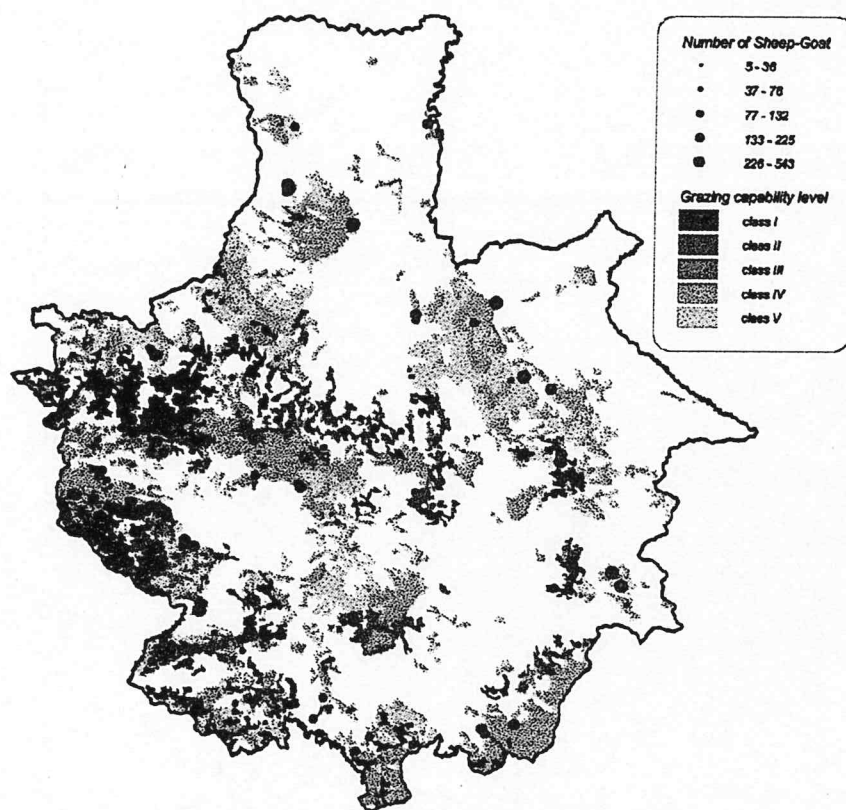 Number of Sheep-Goat
5 - 36
37 - 76
77 - 132
133 - 225
226 - 543
Grazing capability level
class I
class II
class III
class IV
class V